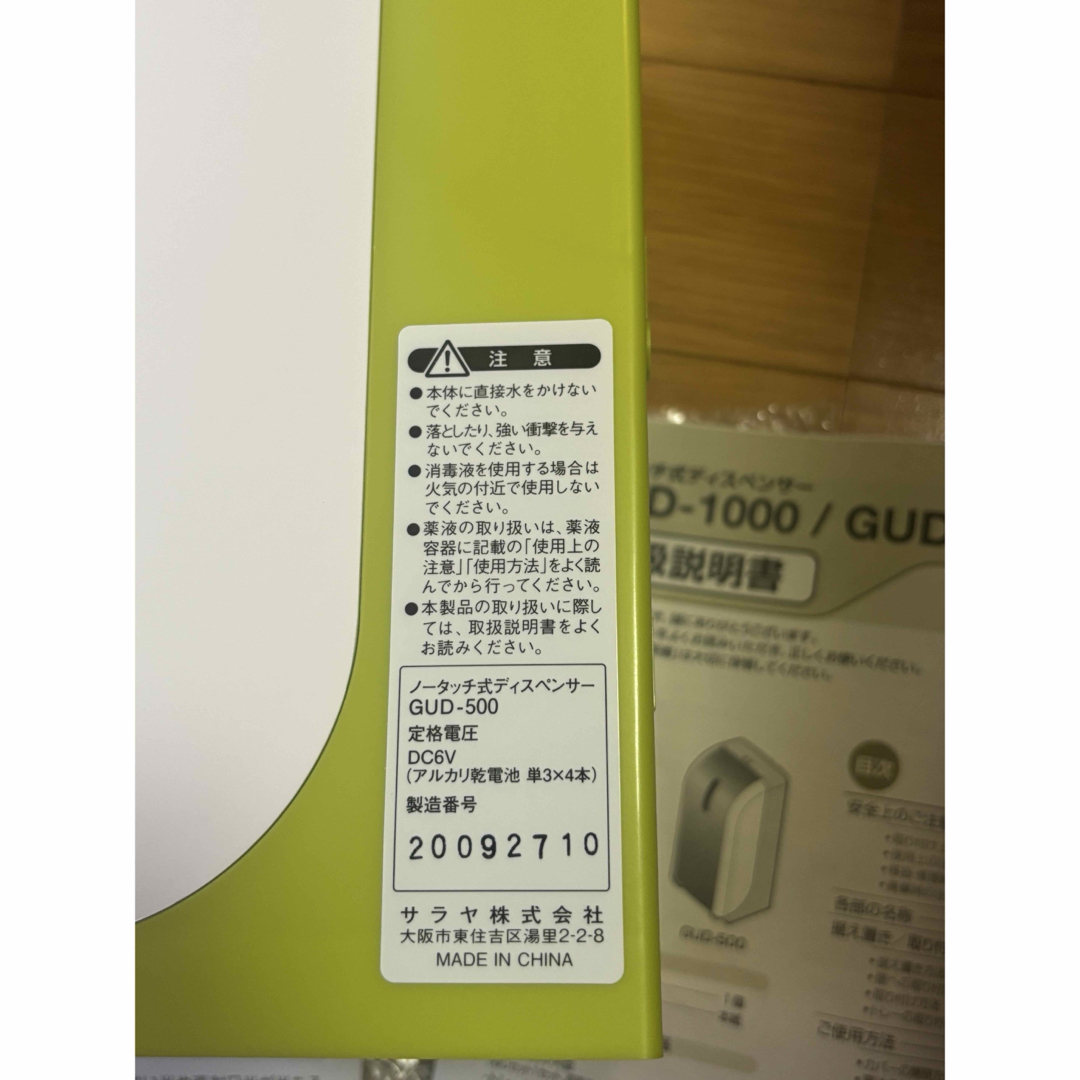 注意
●本体に直接水をかけない
でください。
●落としたり、強い衝撃を与え
ないでください。
●消毒液を使用する場合は
火気の付近で使用しない
でください。
●薬液の取り扱いは、薬液
容器に記載の「使用上の
注意」「使用方法」をよく読
んでから行ってください。
●本製品の取り扱いに際し
ては、取扱説明書をよく
お読みください。
ノータッチ式ディスペンサー
GUD-500
定格電圧
DC6V
(アルカリ乾電池 単3×4本)
製造番号
20092710
サラヤ株式会社
大阪市東住吉区湯里2-2-8
MADE IN CHINA
チ式ディスペンサー
D-1000 / GUD
扱説明書
目次
各部の名称
ご使用方法
GUD-500